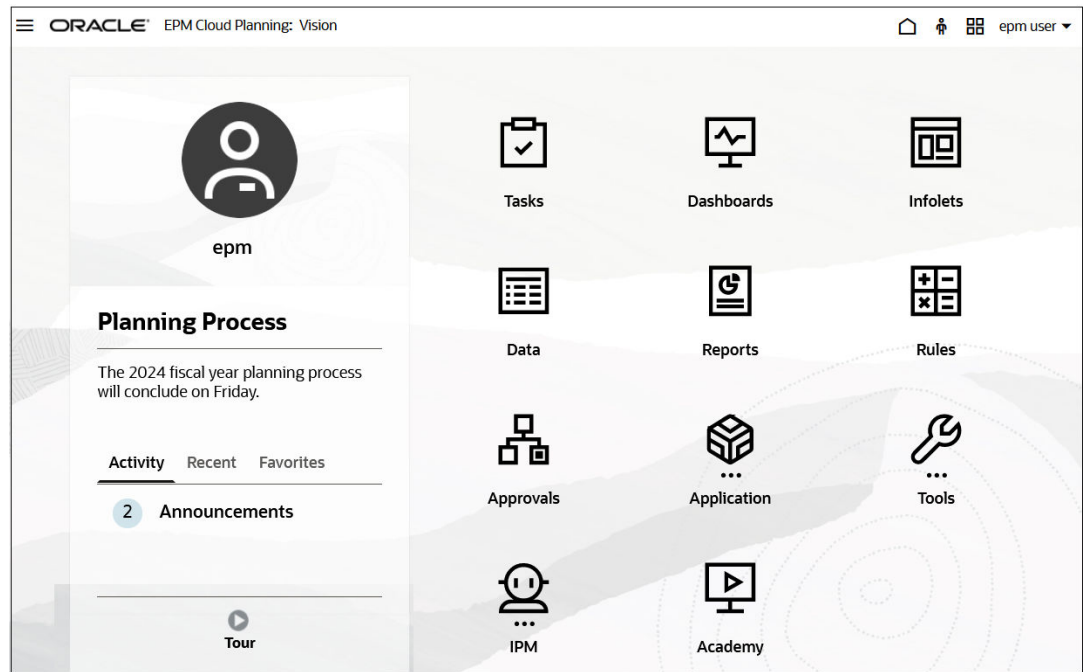 ORACLE® EPM Cloud Planning: Vision
epm user
epm
Planning Process
The 2024 fiscal year planning process
will conclude on Friday.
Activity Recent Favorites
2 Announcements
Tour
Tasks Dashboards Infolets
Data Reports Rules
Approvals Application Tools
IPM Academy